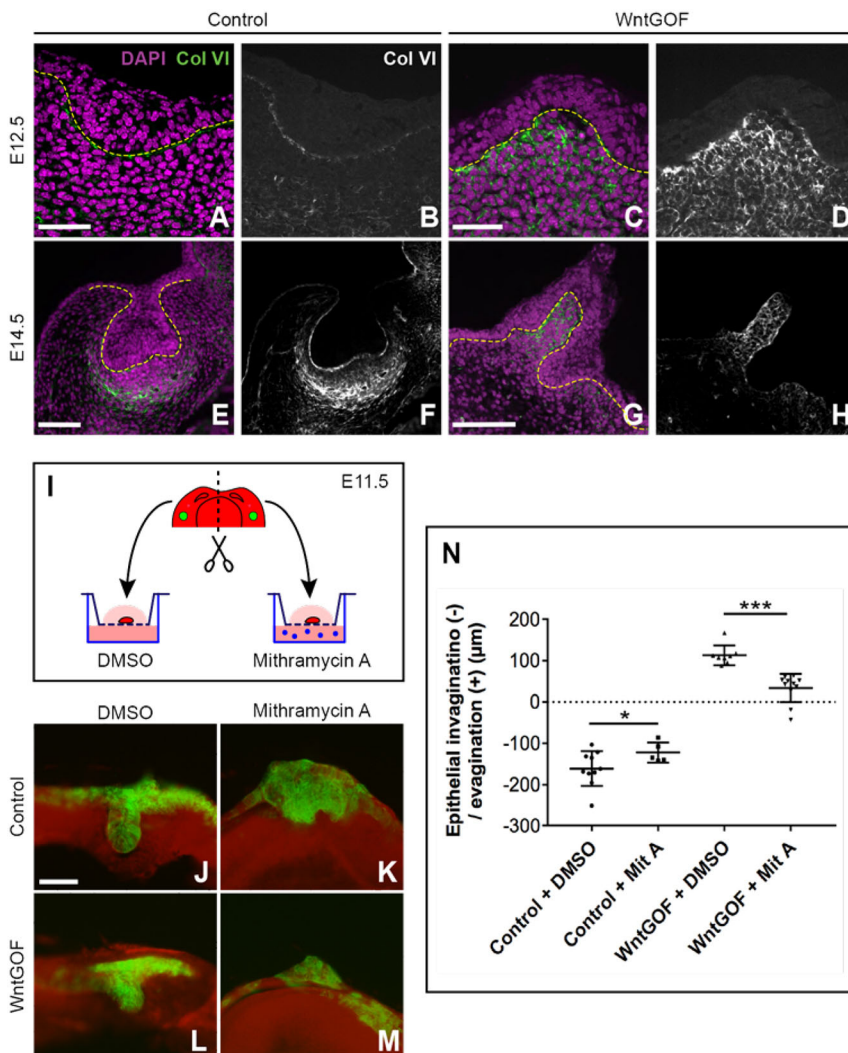 Control WntGOF
DAPI Col VI Col VI
E12.5
A B C D
E14.5
E F G H
I E11.5
DMSO Mithramycin A
DMSO Mithramycin A
Control
J K
WntGOF
L M
N
***
*
Epithelial invaginatino (-)
/ evagination (+) (µm)
200
100
0
-100
-200
-300
Control + DMSO
Control + Mit A
WntGOF + DMSO
WntGOF + Mit A